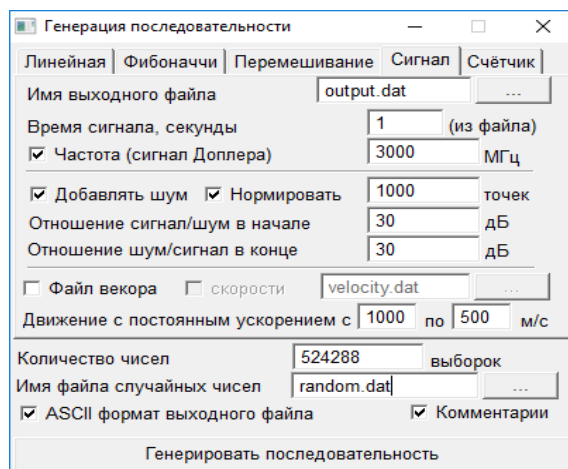 Генерация последовательности
Линейная Фибоначчи Перемешивание Сигнал Счётчик
Имя выходного файла output.dat ...
Время сигнала, секунды 1 (из файла)
Частота (сигнал Доплера) 3000 МГц
Добавлять шум Нормировать 1000 точек
Отношение сигнал/шум в начале 30 дБ
Отношение шум/сигнал в конце 30 дБ
Файл векора скорости velocity.dat ...
Движение с постоянным ускорением с 1000 по 500 м/с
Количество чисел 524288 выборок
Имя файла случайных чисел random.dat ...
ASCII формат выходного файла Комментарии
Генерировать последовательность